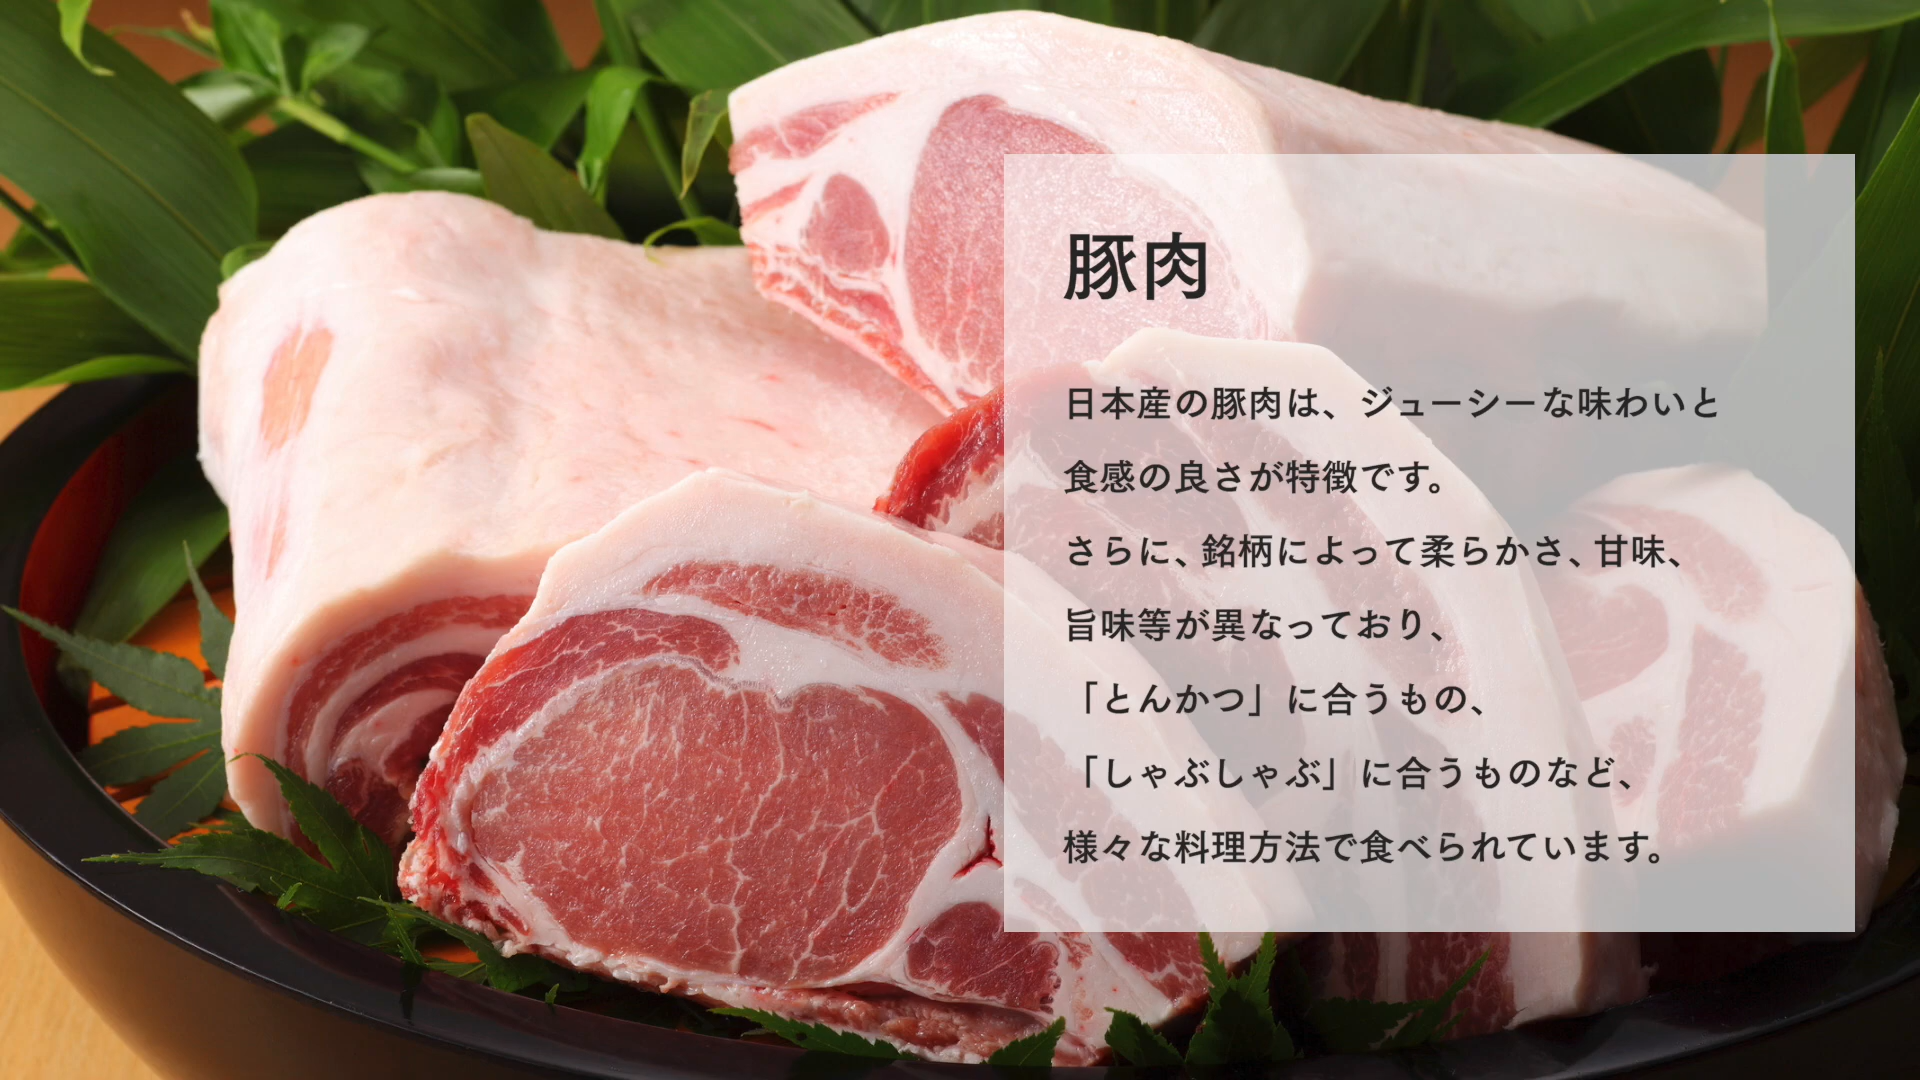 豚肉
日本産の豚肉は、ジューシーな味わいと
食感の良さが特徴です。
さらに、銘柄によって柔らかさ、甘味、
旨味等が異なっており、
「とんかつ」に合うもの、
「しゃぶしゃぶ」に合うものなど、
様々な料理方法で食べられています。